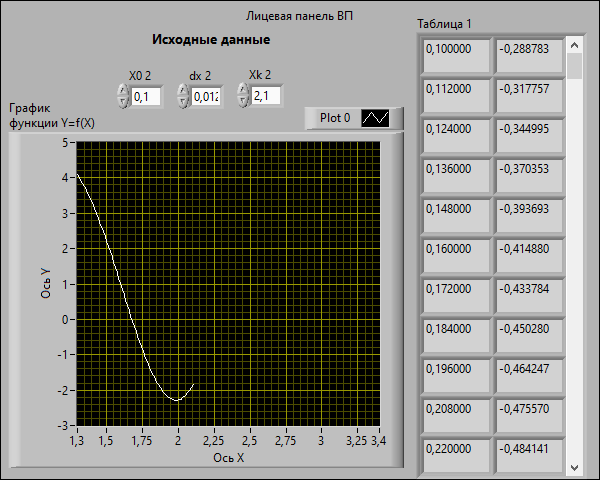 Лицевая панель ВП
Исходные данные
X0 2 dx 2 Xk 2
0,1 0,012 2,1
График
функции Y=f(X)
Plot 0
Ось Y
5
4
3
2
1
0
-1
-2
-3
1,3 1,5 1,75 2 2,25 2,5 2,75 3 3,25 3,4
Ось X
Таблица 1
0,100000 -0,288783
0,112000 -0,317757
0,124000 -0,344995
0,136000 -0,370353
0,148000 -0,393693
0,160000 -0,414880
0,172000 -0,433784
0,184000 -0,450280
0,196000 -0,464247
0,208000 -0,475570
0,220000 -0,484141